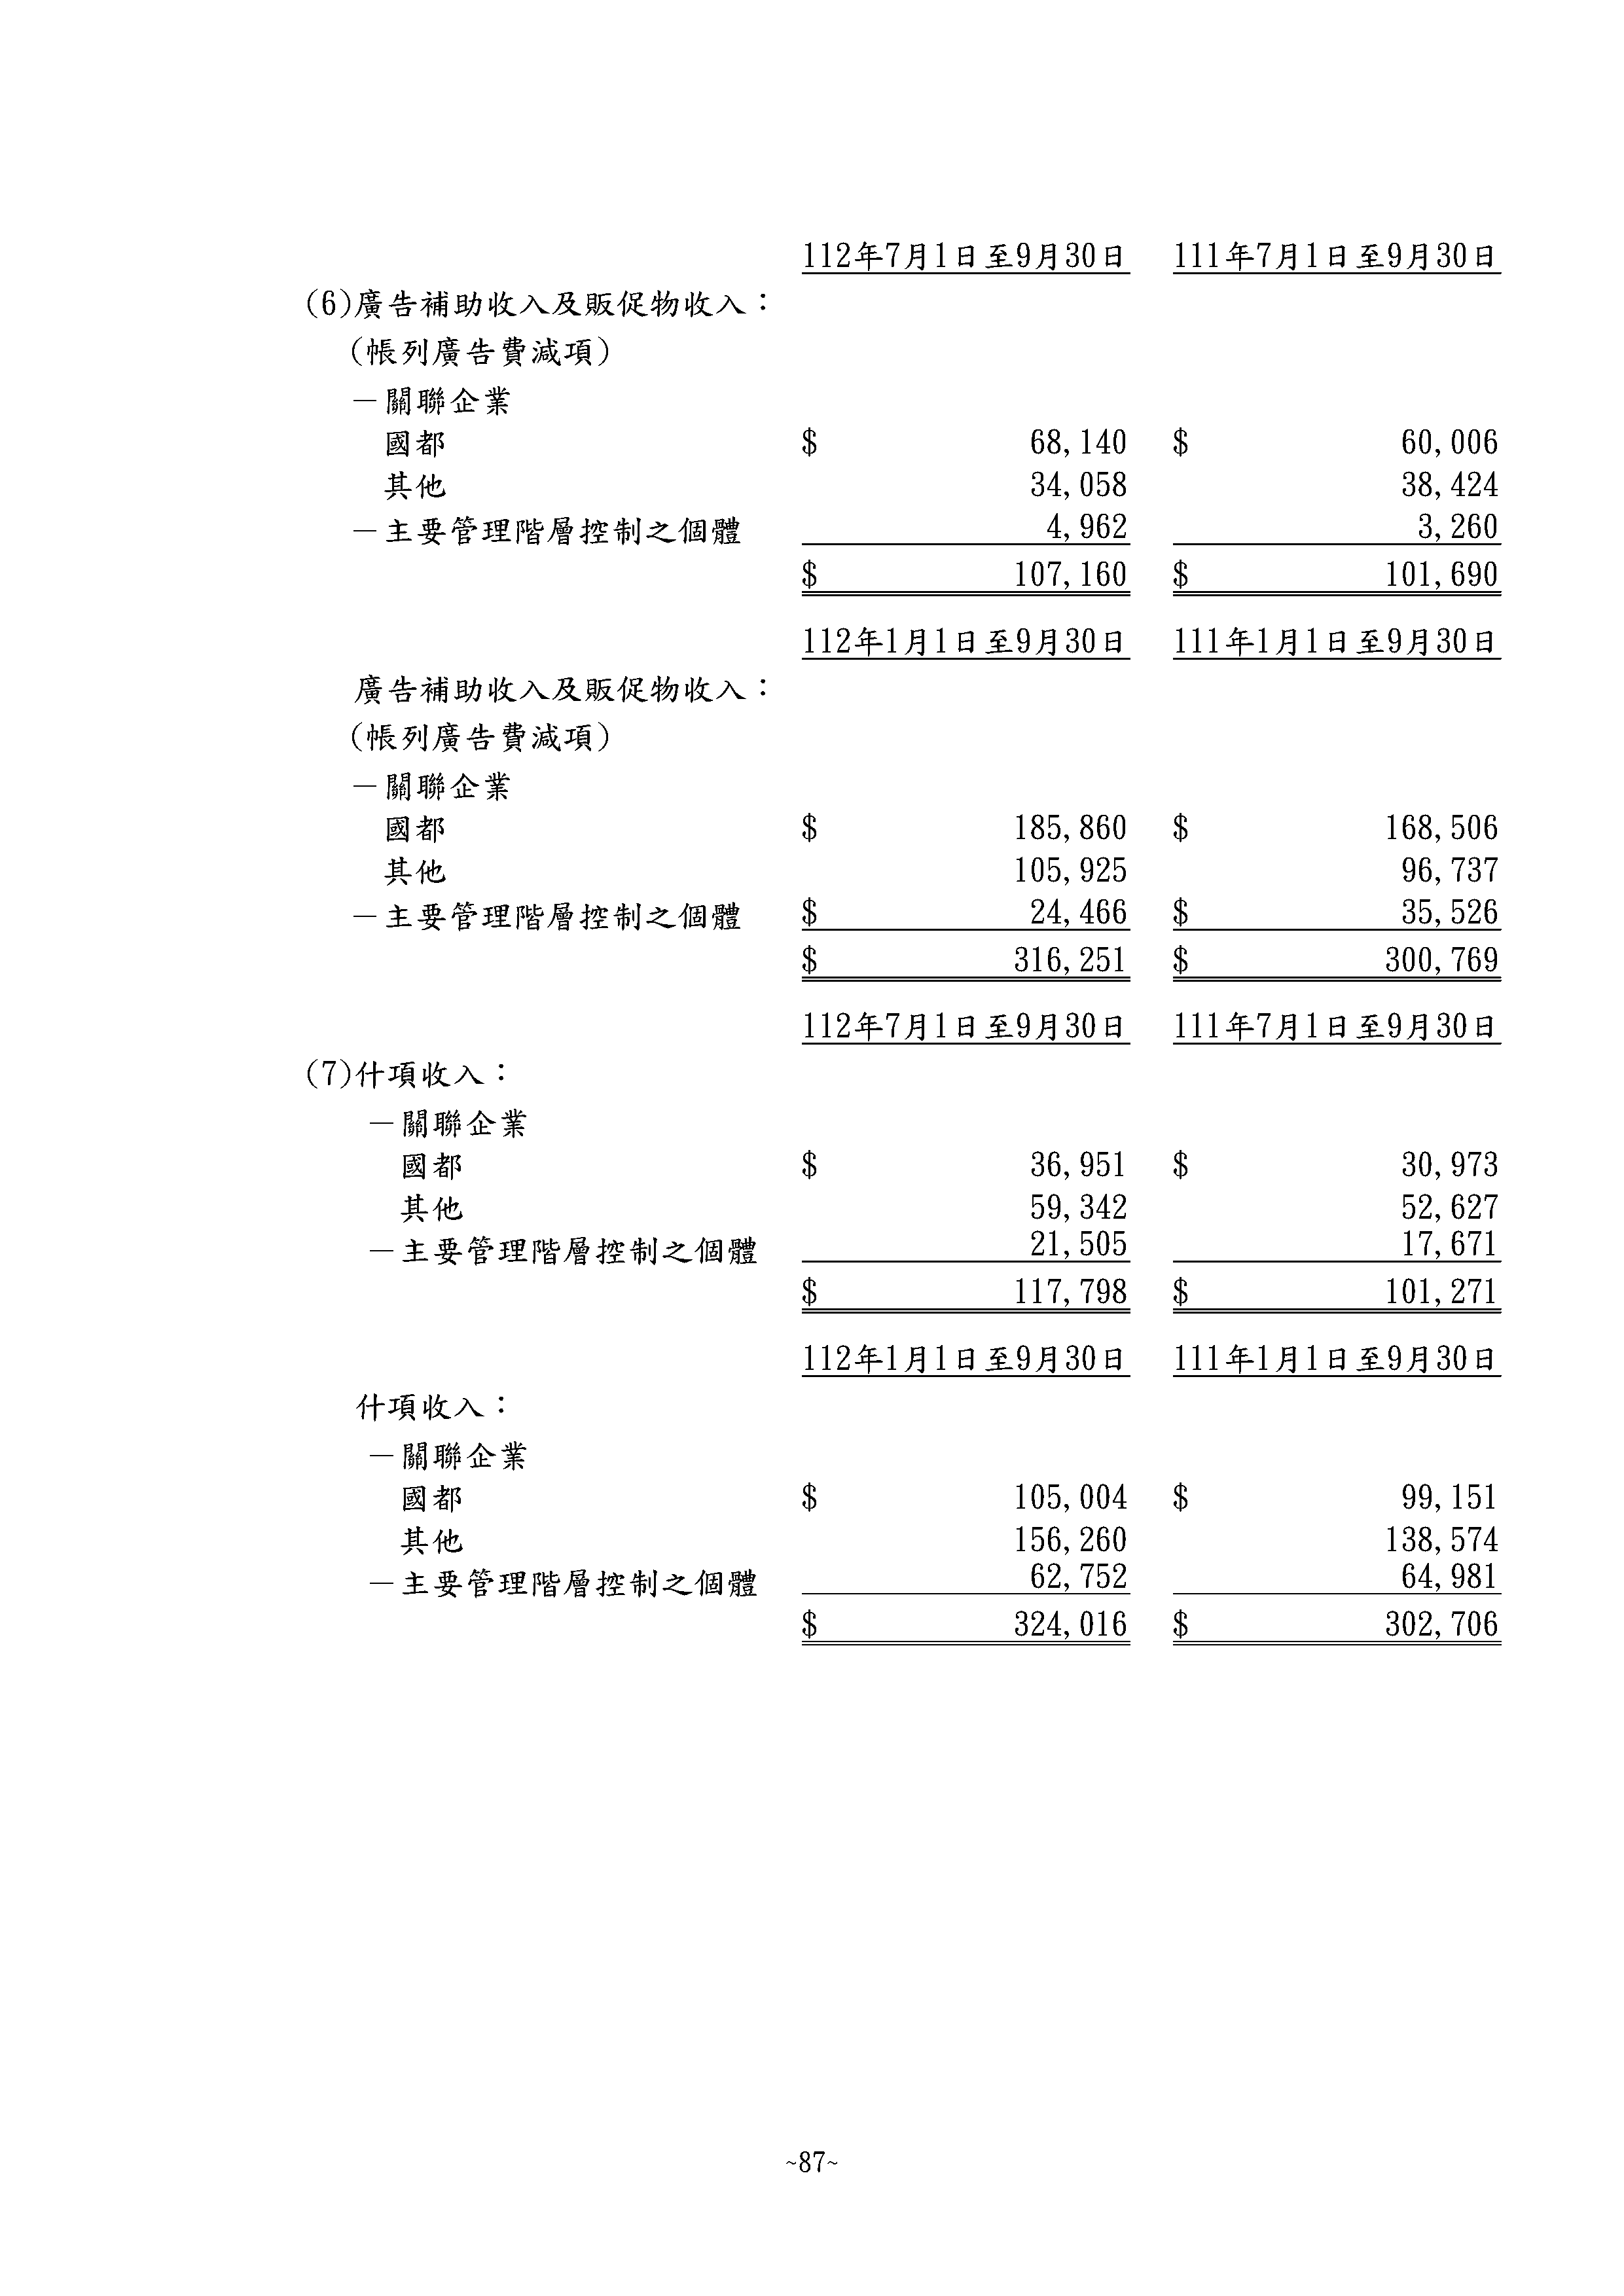 112年7月1日至9月30日 111年7月1日至9月30日
(6)廣告補助收入及販促物收入：
(帳列廣告費減項)
－關聯企業
國都 $ 68,140 $ 60,006
其他 34,058 38,424
－主要管理階層控制之個體 4,962 3,260
$ 107,160 $ 101,690
112年1月1日至9月30日 111年1月1日至9月30日
廣告補助收入及販促物收入：
(帳列廣告費減項)
－關聯企業
國都 $ 185,860 $ 168,506
其他 105,925 96,737
－主要管理階層控制之個體 $ 24,466 $ 35,526
$ 316,251 $ 300,769
112年7月1日至9月30日 111年7月1日至9月30日
(7)什項收入：
－關聯企業
國都 $ 36,951 $ 30,973
其他 59,342 52,627
－主要管理階層控制之個體 21,505 17,671
$ 117,798 $ 101,271
112年1月1日至9月30日 111年1月1日至9月30日
什項收入：
－關聯企業
國都 $ 105,004 $ 99,151
其他 156,260 138,574
－主要管理階層控制之個體 62,752 64,981
$ 324,016 $ 302,706
~87~